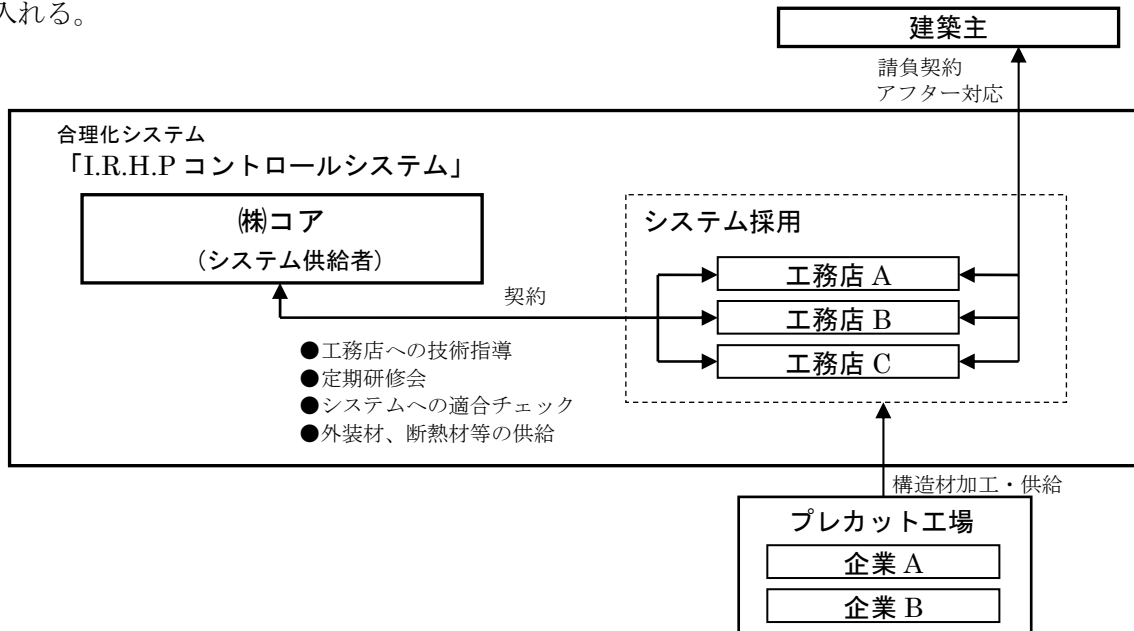 入れる。
建築主
請負契約
アフター対応
合理化システム
「I.R.H.P コントロールシステム」
㈱コア
(システム供給者)
契約
●工務店への技術指導
●定期研修会
●システムへの適合チェック
●外装材、断熱材等の供給
システム採用
工務店 A
工務店 B
工務店 C
構造材加工・供給
プレカット工場
企業 A
企業 B